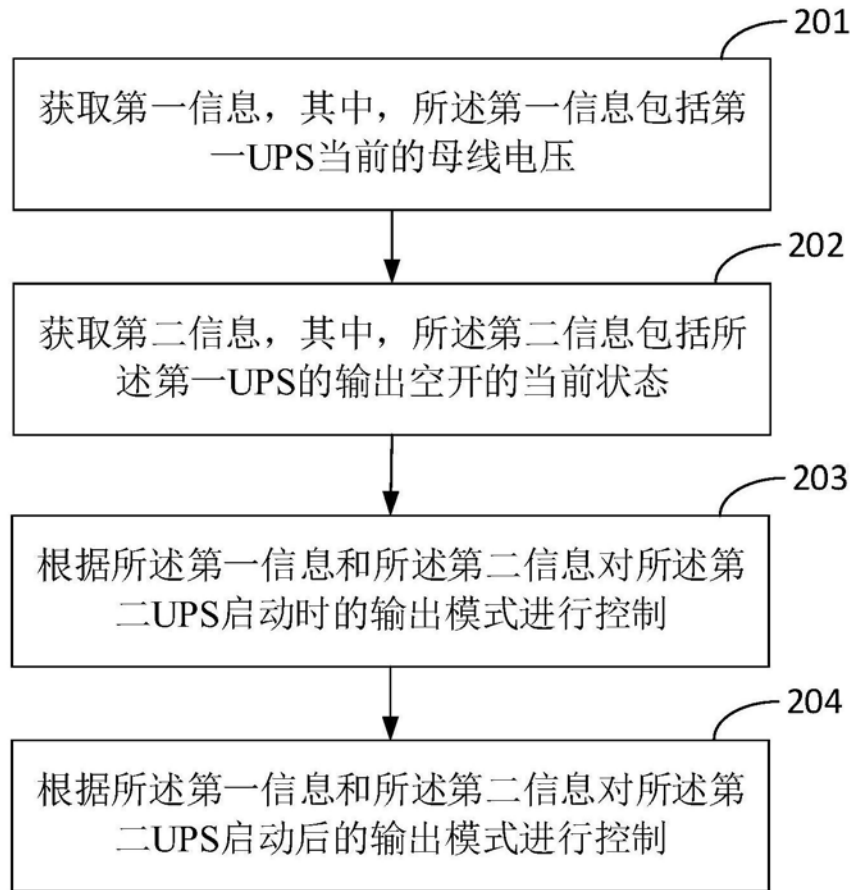 201
获取第一信息，其中，所述第一信息包括第
一UPS当前的母线电压
202
获取第二信息，其中，所述第二信息包括所
述第一UPS的输出空开的当前状态
203
根据所述第一信息和所述第二信息对所述第
二UPS启动时的输出模式进行控制
204
根据所述第一信息和所述第二信息对所述第
二UPS启动后的输出模式进行控制